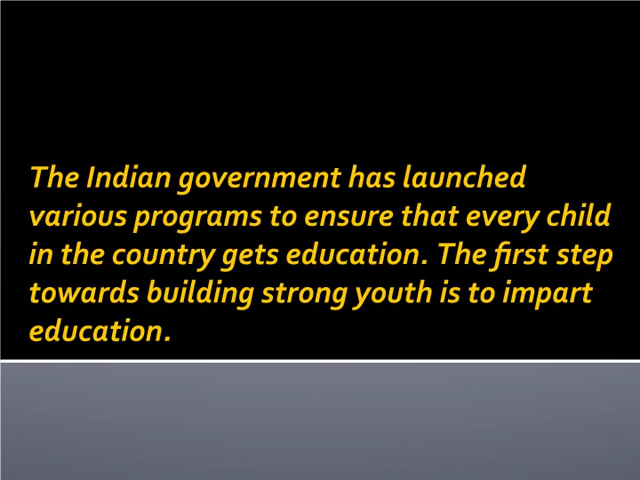 The Indian government has launched
various programs to ensure that every child
in the country gets education. The first step
towards building strong youth is to impart
education.